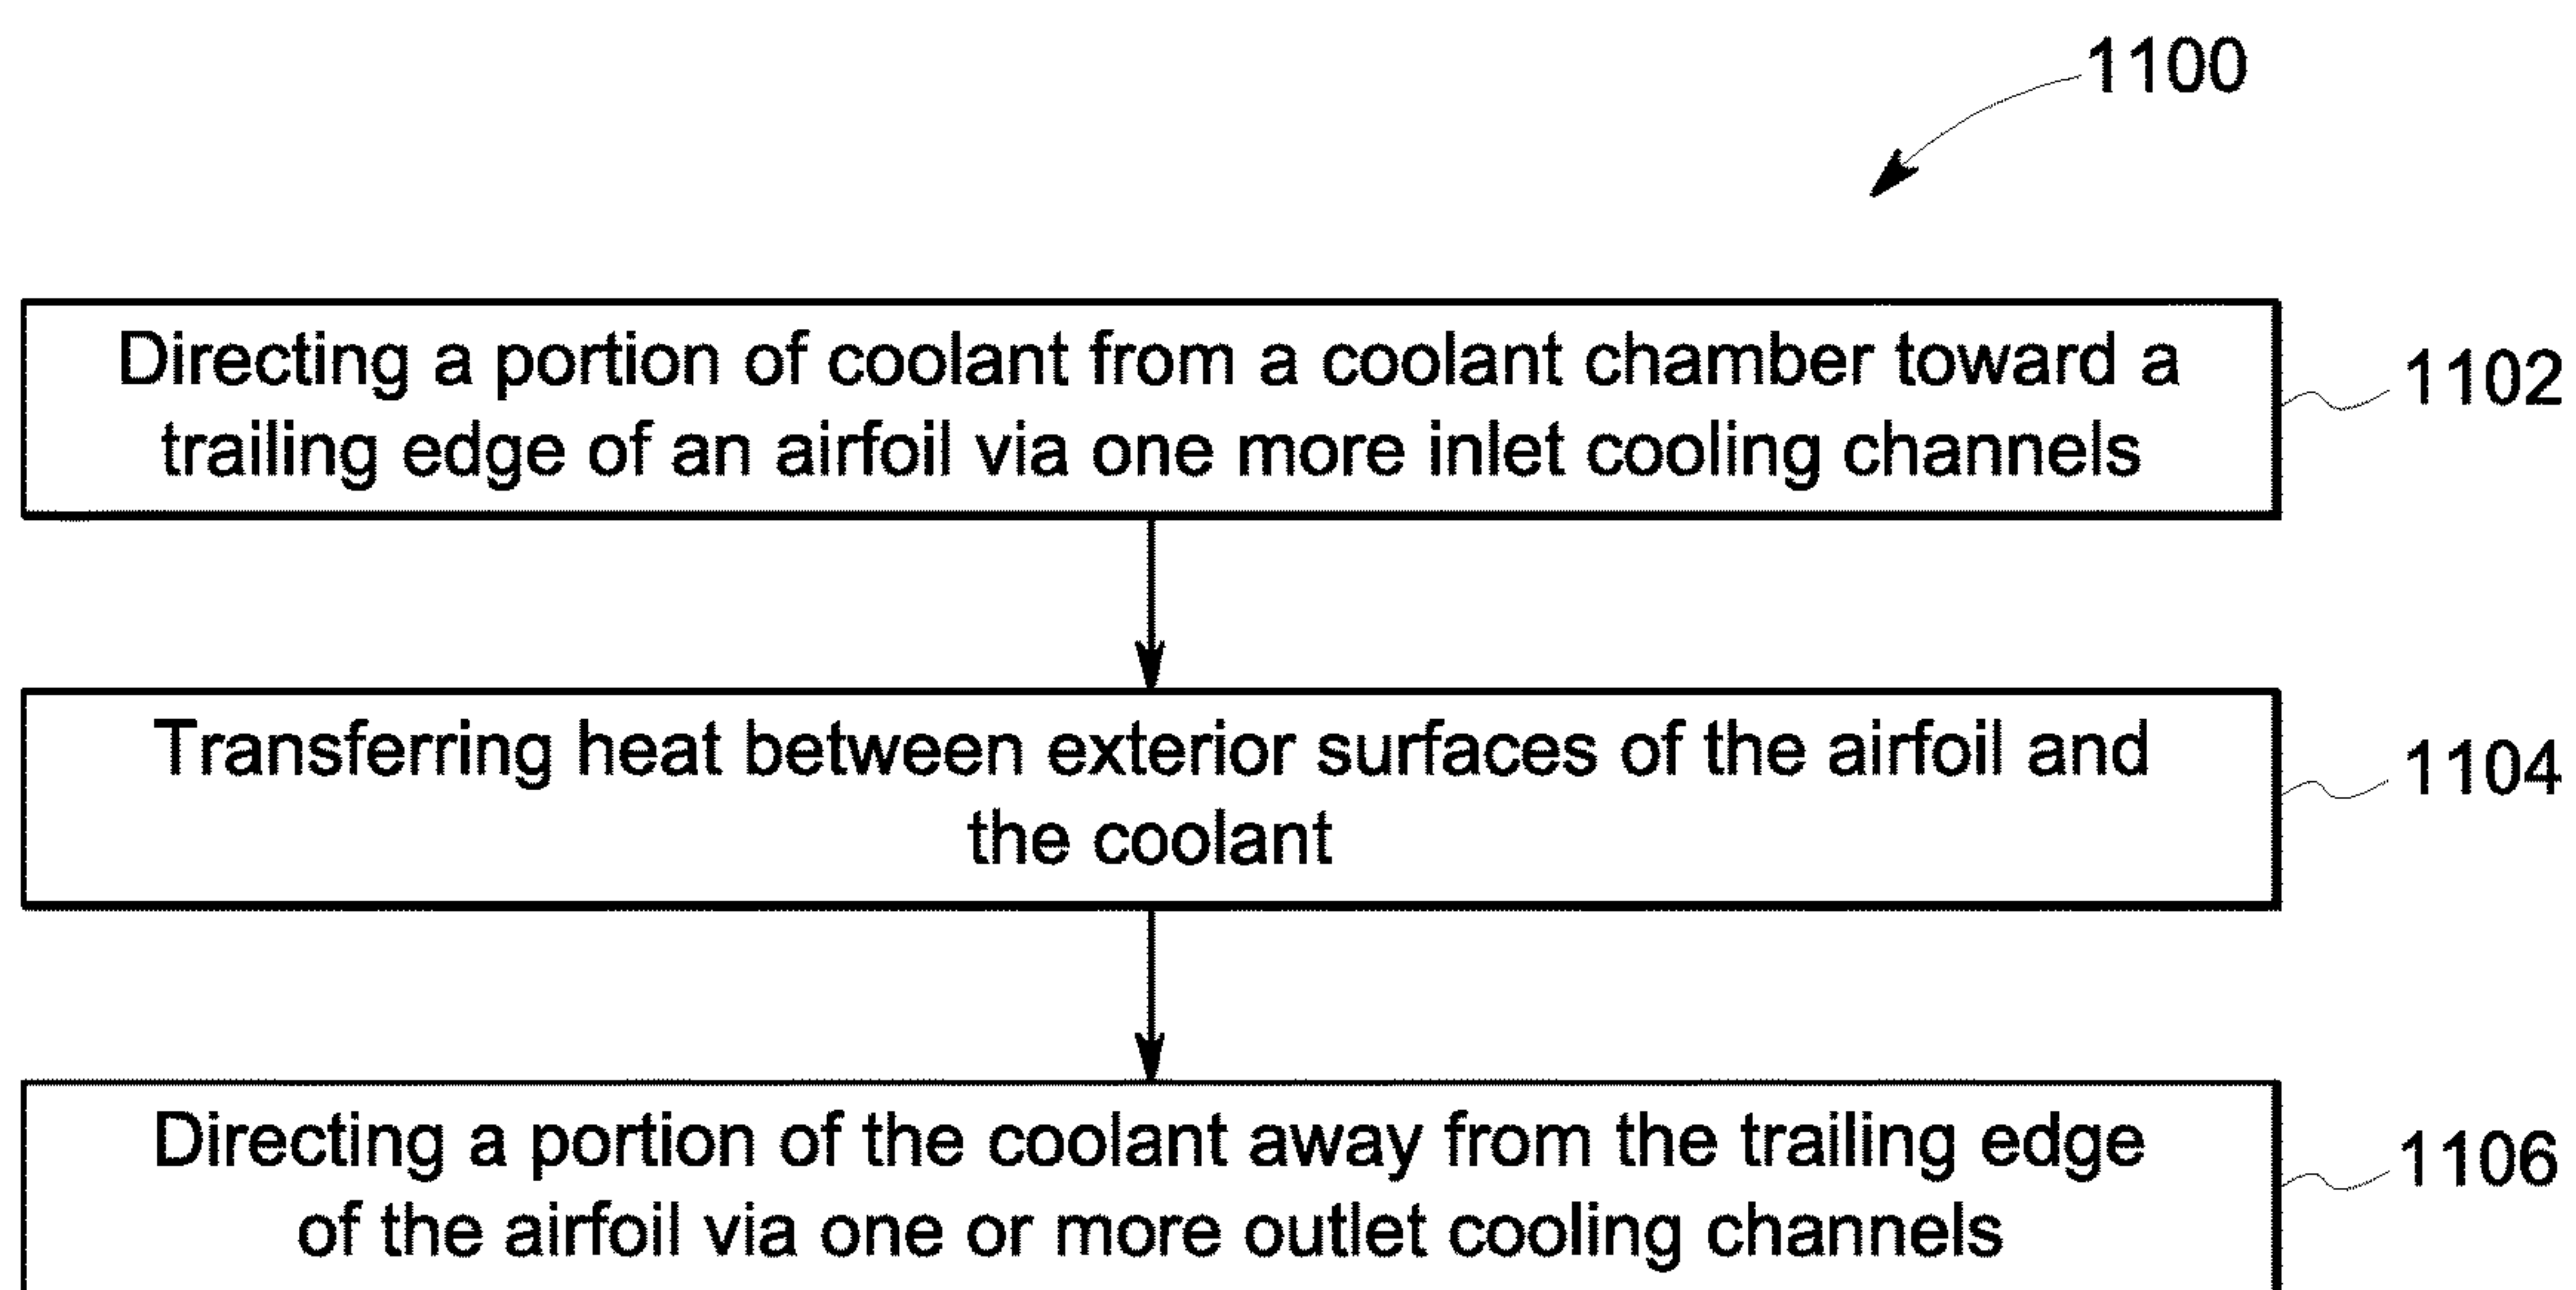 1100
Directing a portion of coolant from a coolant chamber toward a
trailing edge of an airfoil via one more inlet cooling channels
1102
Transferring heat between exterior surfaces of the airfoil and
the coolant
1104
Directing a portion of the coolant away from the trailing edge
of the airfoil via one or more outlet cooling channels
1106